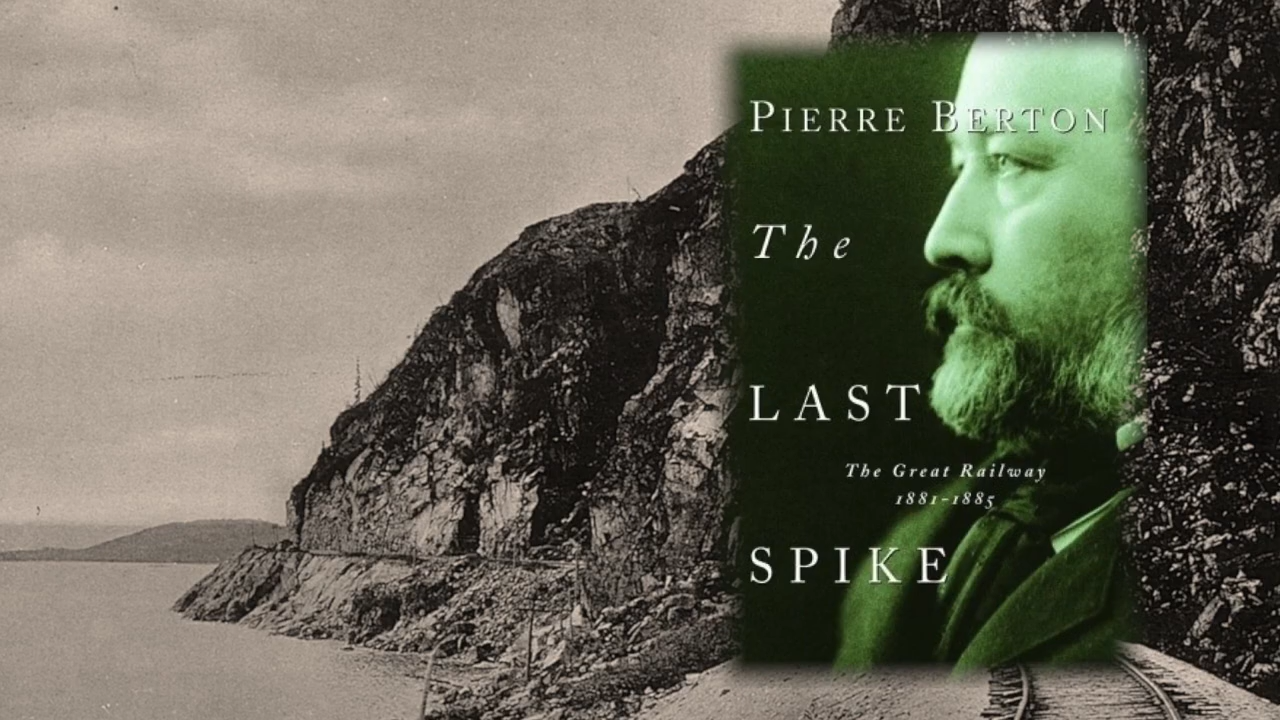 PIERRE BERTON
The
LAST
The Great Railway
1881-1885
SPIKE